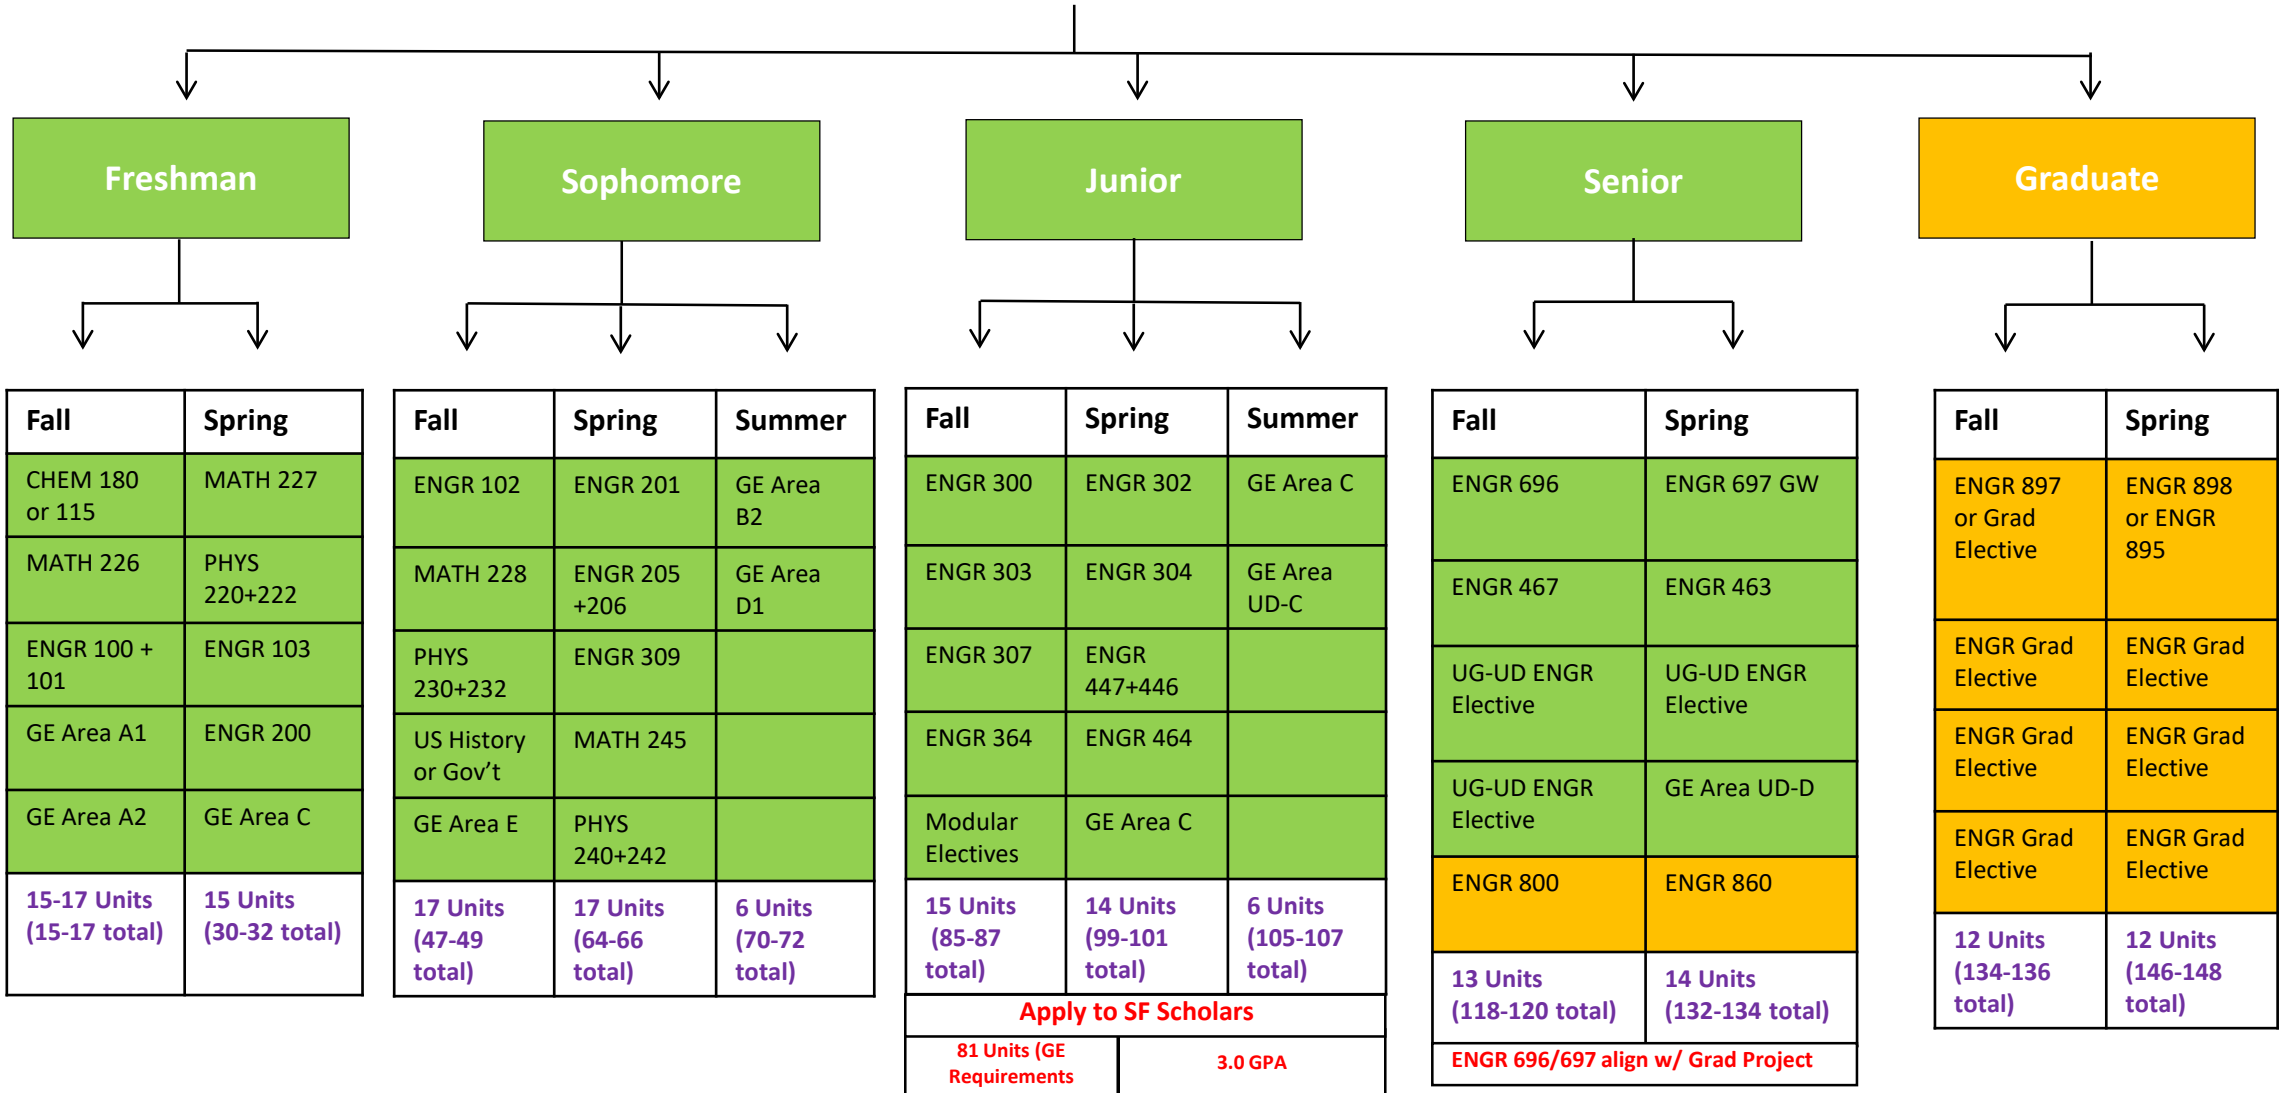 Freshman
Sophomore
Junior
Senior
Graduate
Fall
Spring
CHEM 180
or 115
MATH 227
MATH 226
PHYS
220+222
ENGR 100 +
101
ENGR 103
GE Area A1
ENGR 200
GE Area A2
GE Area C
15-17 Units
(15-17 total)
15 Units
(30-32 total)
Fall
Spring
Summer
ENGR 102
ENGR 201
GE Area
B2
MATH 228
ENGR 205
+206
GE Area
D1
PHYS
230+232
ENGR 309
US History
or Gov't
MATH 245
GE Area E
PHYS
240+242
17 Units
(47-49
total)
17 Units
(64-66
total)
6 Units
(70-72
total)
Fall
Spring
Summer
ENGR 300
ENGR 302
GE Area C
ENGR 303
ENGR 304
GE Area
UD-C
ENGR 307
ENGR
447+446
ENGR 364
ENGR 464
Modular
Electives
GE Area C
15 Units
(85-87
total)
14 Units
(99-101
total)
6 Units
(105-107
total)
Apply to SF Scholars
81 Units (GE
Requirements
3.0 GPA
Fall
Spring
ENGR 696
ENGR 697 GW
ENGR 467
ENGR 463
UG-UD ENGR
Elective
UG-UD ENGR
Elective
UG-UD ENGR
Elective
GE Area UD-D
ENGR 800
ENGR 860
13 Units
(118-120 total)
14 Units
(132-134 total)
ENGR 696/697 align w/ Grad Project
Fall
Spring
ENGR 897
or Grad
Elective
ENGR 898
or ENGR
895
ENGR Grad
Elective
ENGR Grad
Elective
ENGR Grad
Elective
ENGR Grad
Elective
ENGR Grad
Elective
ENGR Grad
Elective
12 Units
(134-136
total)
12 Units
(146-148
total)